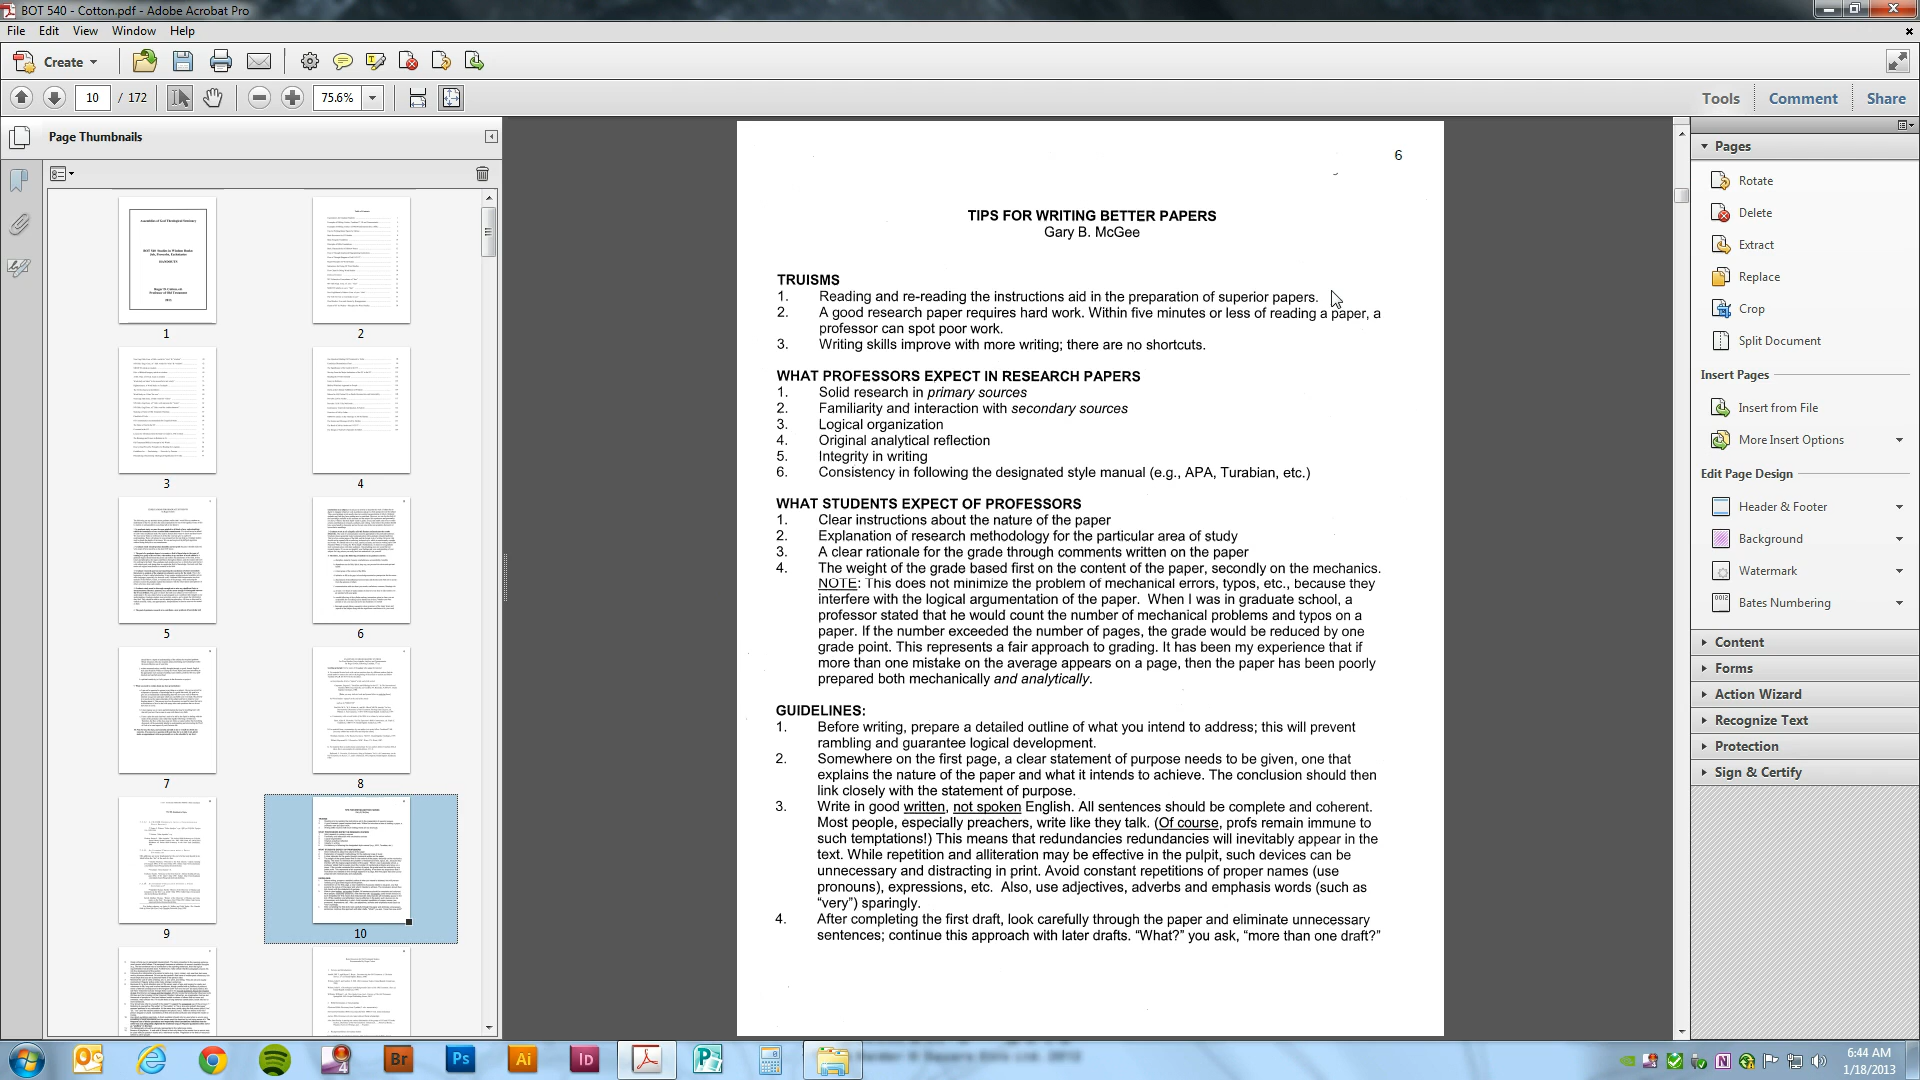 BOT 540 - Cotton.pdf - Adobe Acrobat Pro
File Edit View Window Help
Create
10 / 172 75.6% Tools Comment Share
Page Thumbnails
1 2
3 4
5 6
7 8
9 10
6
TIPS FOR WRITING BETTER PAPERS
Gary B. McGee
TRUISMS
1. Reading and re-reading the instructions aid in the preparation of superior papers.
2. A good research paper requires hard work. Within five minutes or less of reading a paper, a
professor can spot poor work.
3. Writing skills improve with more writing; there are no shortcuts.
WHAT PROFESSORS EXPECT IN RESEARCH PAPERS
1. Solid research in primary sources
2. Familiarity and interaction with secondary sources
3. Logical organization
4. Original analytical reflection
5. Integrity in writing
6. Consistency in following the designated style manual (e.g., APA, Turabian, etc.)
WHAT STUDENTS EXPECT OF PROFESSORS
1. Clear instructions about the nature of the paper
2. Explanation of research methodology for the particular area of study
3. A clear rationale for the grade through comments written on the paper
4. The weight of the grade based first on the content of the paper, secondly on the mechanics.
NOTE: This does not minimize the problem of mechanical errors, typos, etc., because they
interfere with the logical argumentation of the paper. When I was in graduate school, a
professor stated that he would count the number of mechanical problems and typos on a
paper. If the number exceeded the number of pages, the grade would be reduced by one
grade point. This represents a fair approach to grading. It has been my experience that if
more than one mistake on the average appears on a page, then the paper has been poorly
prepared both mechanically and analytically.
GUIDELINES:
1. Before writing, prepare a detailed outline of what you intend to address; this will prevent
rambling and guarantee logical development.
2. Somewhere on the first page, a clear statement of purpose needs to be given, one that
explains the nature of the paper and what it intends to achieve. The conclusion should then
link closely with the statement of purpose.
3. Write in good written, not spoken English. All sentences should be complete and coherent.
Most people, especially preachers, write like they talk. (Of course, profs remain immune to
such temptations!) This means that redundancies redundancies will inevitably appear in the
text. While repetition and alliteration may be effective in the pulpit, such devices can be
unnecessary and distracting in print. Avoid constant repetitions of proper names (use
pronouns), expressions, etc. Also, use adjectives, adverbs and emphasis words (such as
“very”) sparingly.
4. After completing the first draft, look carefully through the paper and eliminate unnecessary
sentences; continue this approach with later drafts. “What?” you ask, “more than one draft?”
Pages
Rotate
Delete
Extract
Replace
Crop
Split Document
Insert Pages
Insert from File
More Insert Options
Edit Page Design
Header & Footer
Background
Watermark
Bates Numbering
Content
Forms
Action Wizard
Recognize Text
Protection
Sign & Certify
Br Ps Ai Id
6:44 AM
1/18/2013